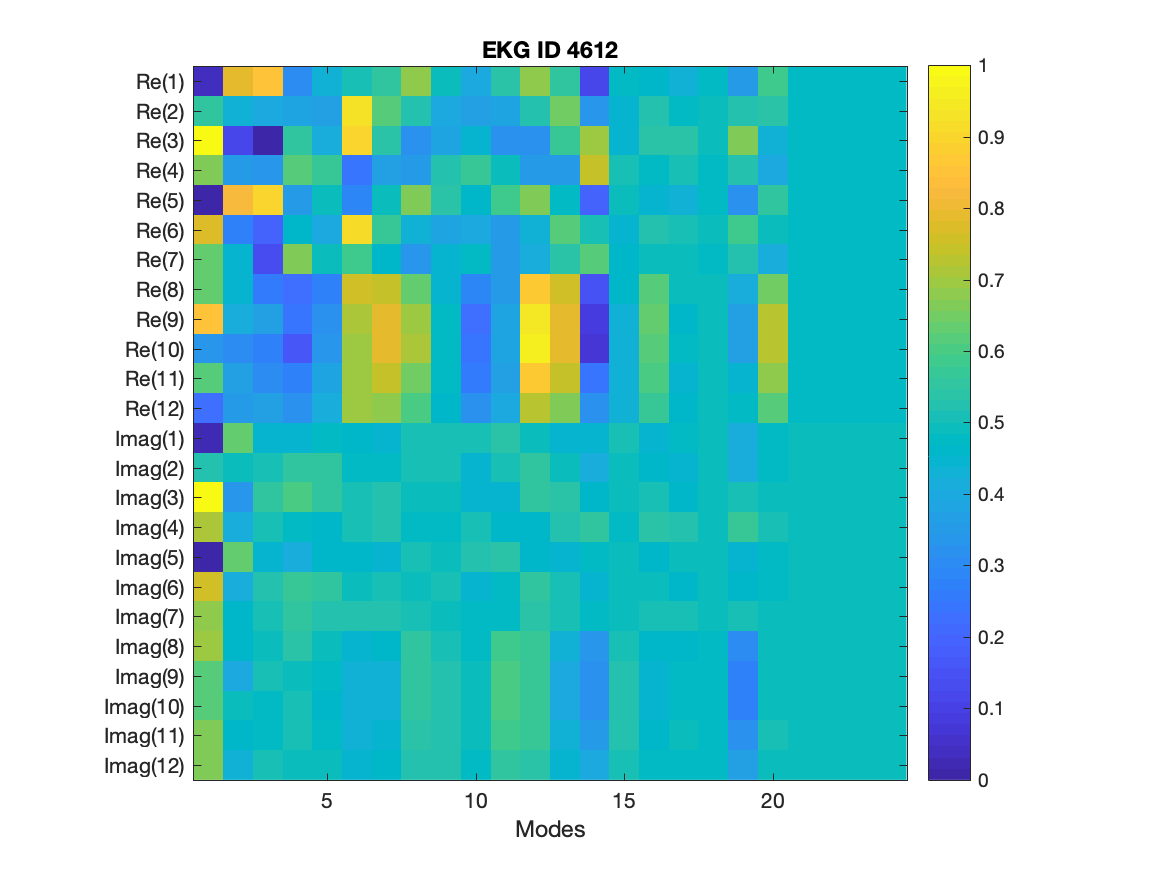 EKG ID 4612
Re(1)
Re(2)
Re(3)
Re(4)
Re(5)
Re(6)
Re(7)
Re(8)
Re(9)
Re(10)
Re(11)
Re(12)
Imag(1)
Imag(2)
Imag(3)
Imag(4)
Imag(5)
Imag(6)
Imag(7)
Imag(8)
Imag(9)
Imag(10)
Imag(11)
Imag(12)
5 10 15 20
Modes
1
0.9
0.8
0.7
0.6
0.5
0.4
0.3
0.2
0.1
0